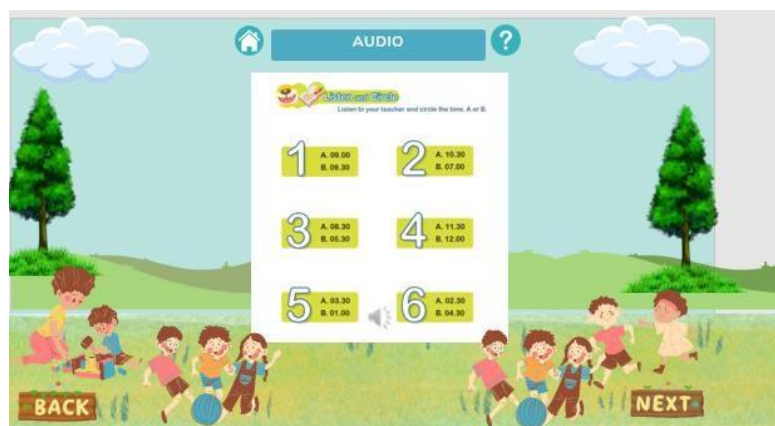 AUDIO
?
Listen and Circle
Listen to your teacher and circle the time. A or B.
1
A. 09.00
B. 09.30
2
A. 10.30
B. 07.00
3
A. 08.30
B. 05.30
4
A. 11.30
B. 12.00
5
A. 03.30
B. 01.00
6
A. 02.30
B. 04.30
BACK
NEXT